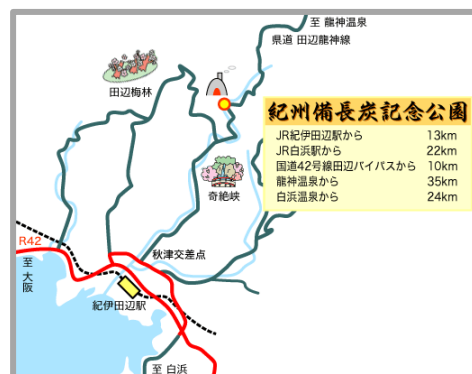 至 龍神温泉
県道 田辺龍神線
田辺梅林
紀州備長炭記念公園
JR紀伊田辺駅から 13km
JR白浜駅から 22km
国道42号線田辺バイパスから 10km
龍神温泉から 35km
白浜温泉から 24km
奇絶峡
R42
秋津交差点
至 大阪
紀伊田辺駅
至 白浜